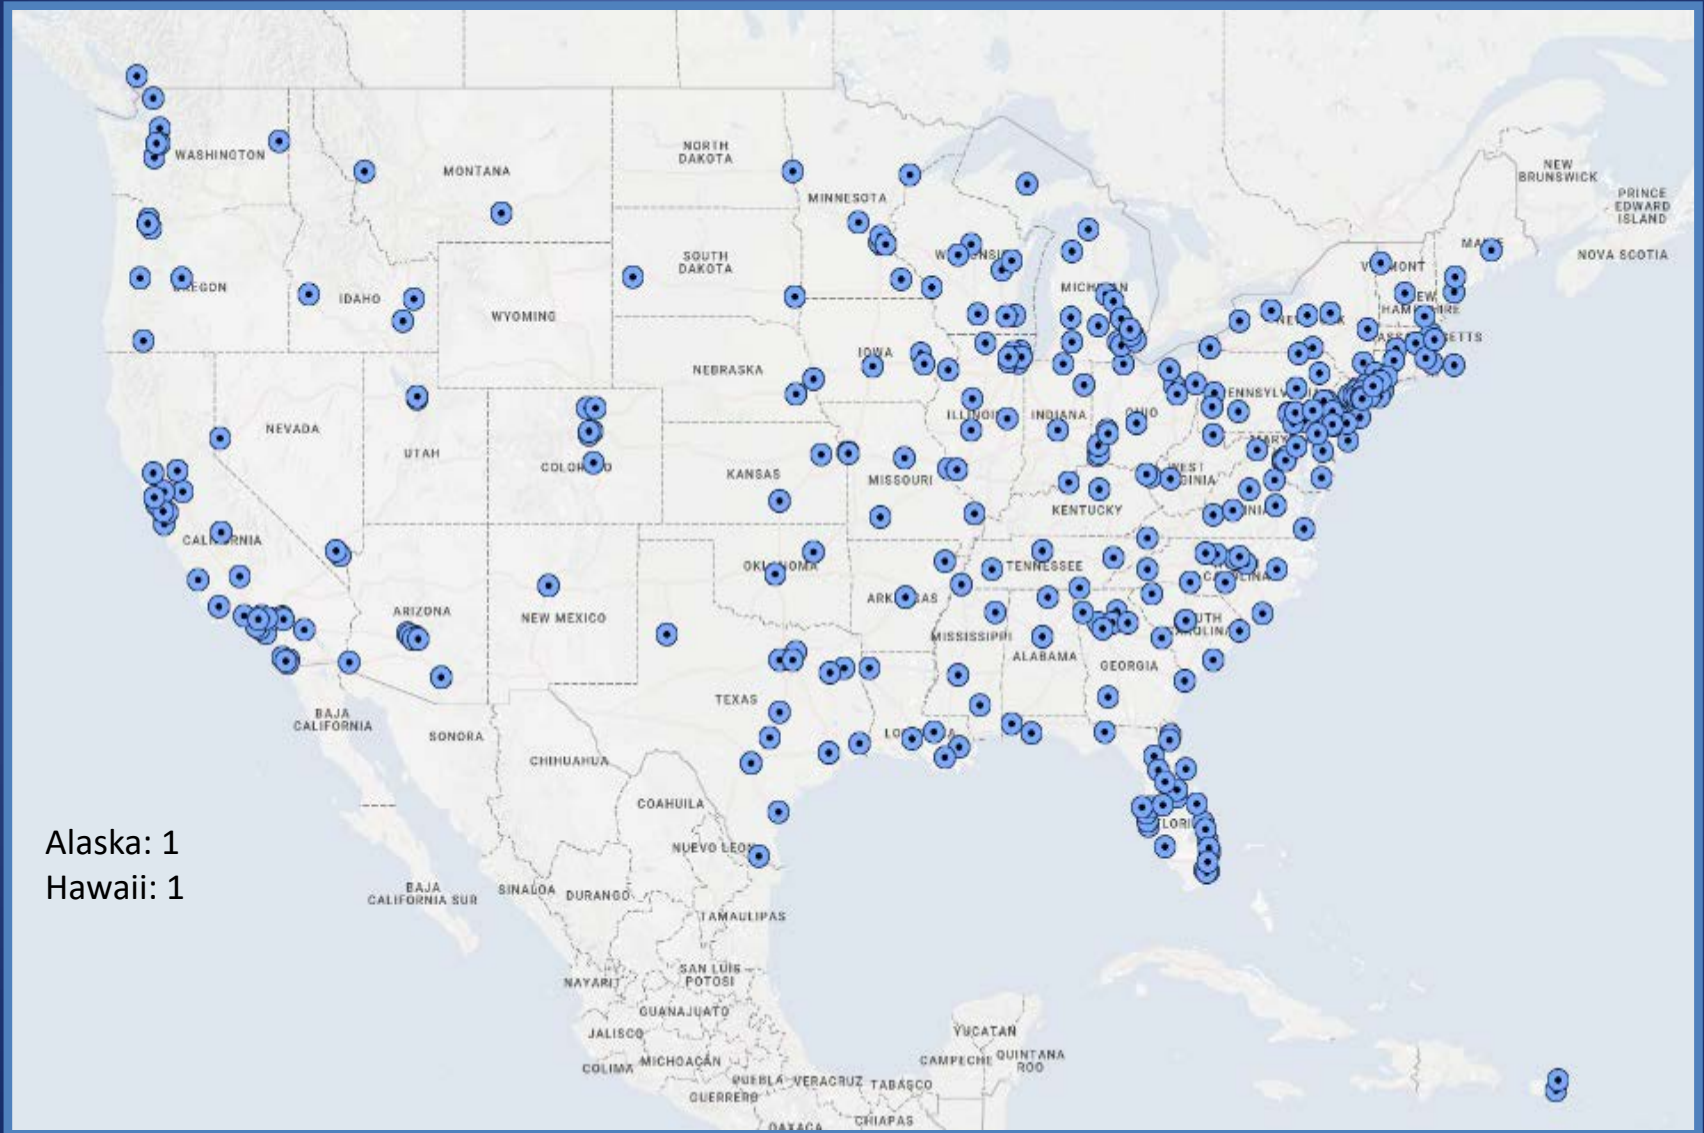 NORTH
DAKOTA
WASHINGTON
MONTANA
MINNESOTA
NEW
BRUNSWICK
PRINCE
EDWARD
ISLAND
NOVA SCOTIA
SOUTH
DAKOTA
IDAHO
WYOMING
IOWA
NEBRASKA
NEVADA
UTAH
KANSAS
MISSOURI
INDIANA
KENTUCKY
TENNESSEE
ARIZONA
NEW MEXICO
MISSISSIPPI
ALABAMA
GEORGIA
TEXAS
BAJA
CALIFORNIA
SONORA
CHIHUAHUA
COAHUILA
Alaska: 1
Hawaii: 1
BAJA
CALIFORNIA SUR
SINALOA
DURANGO
TAMAULIPAS
NAYARIT
SAN LUIS
POTOSI
GUANAJUATO
JALISCO
COLIMA
MICHOACÁN
PUEBLA
VERACRUZ
TABASCO
GUERRERO
OAXACA
CHIAPAS
YUCATAN
CAMPECHE
QUINTANA
ROO